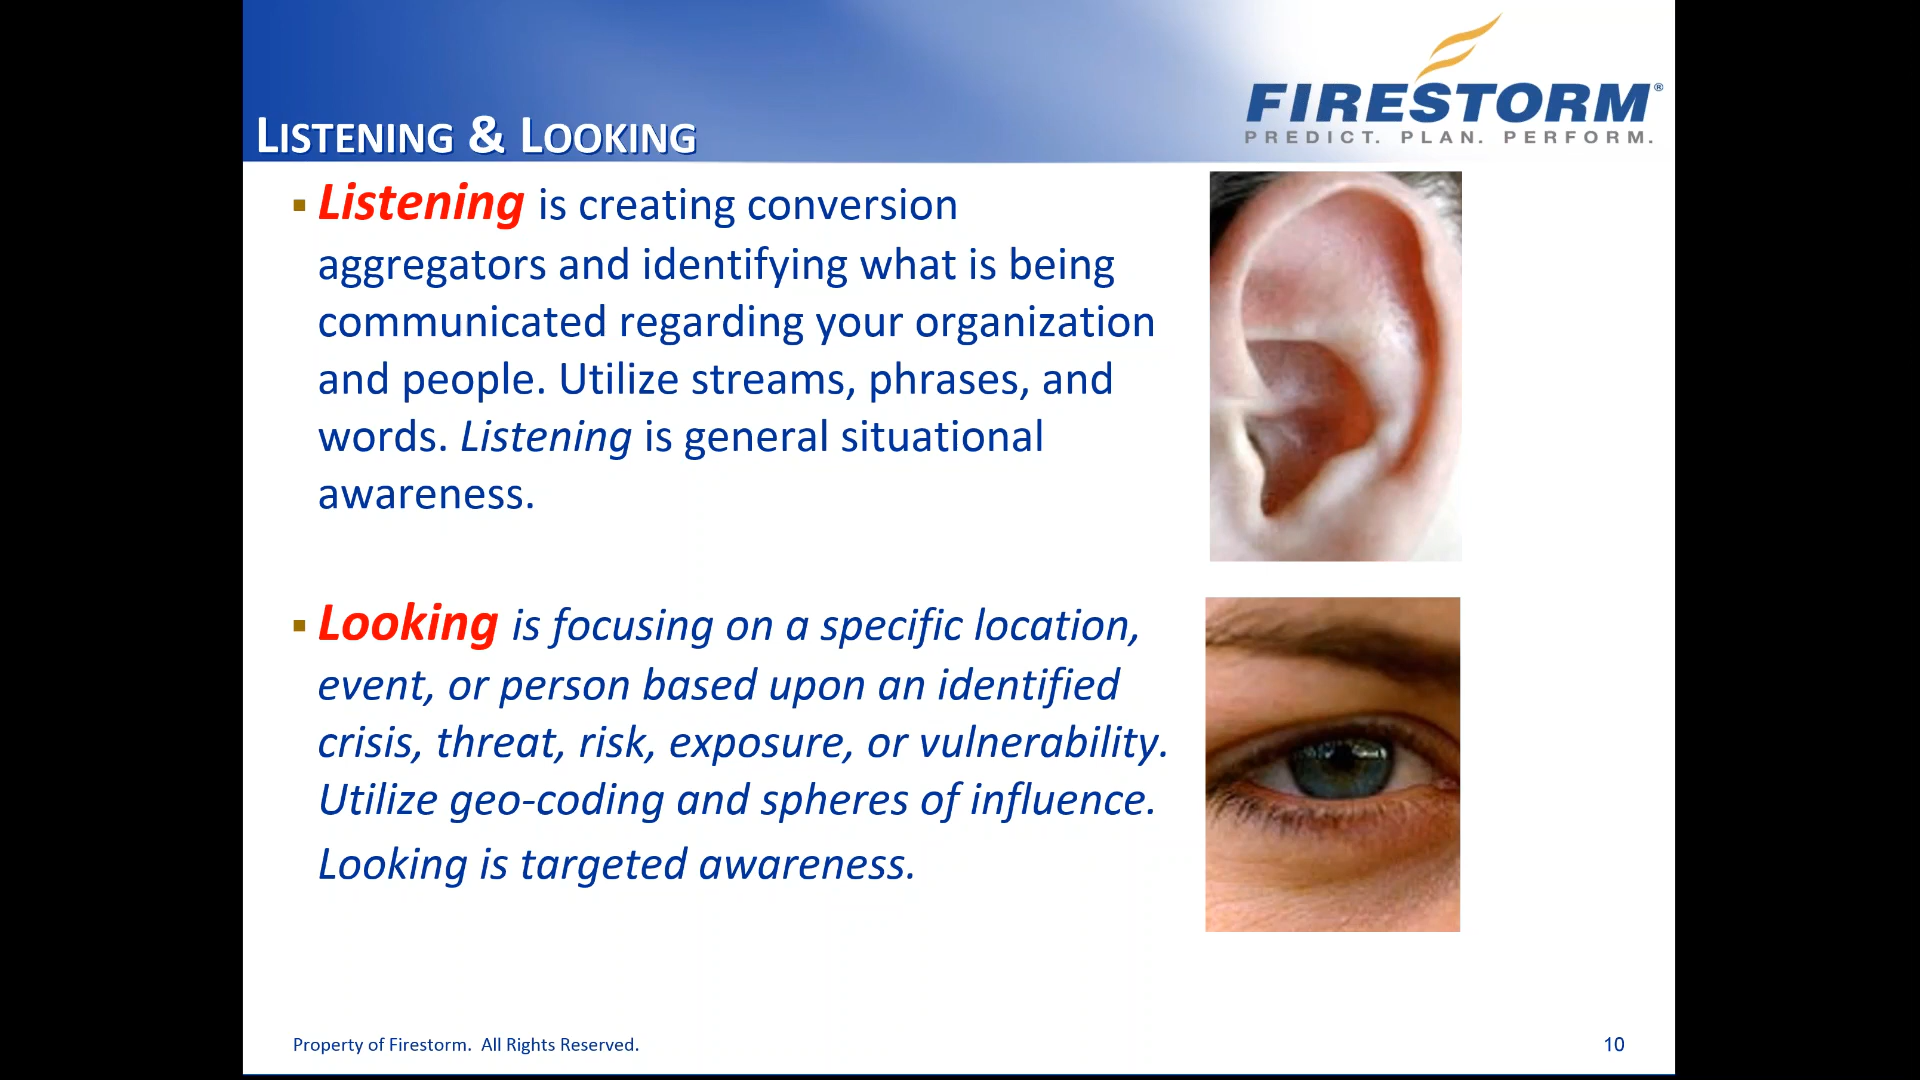 FIRESTORM®
PREDICT. PLAN. PERFORM.
LISTENING & LOOKING
▪ Listening is creating conversion
aggregators and identifying what is being
communicated regarding your organization
and people. Utilize streams, phrases, and
words. Listening is general situational
awareness.
▪ Looking is focusing on a specific location,
event, or person based upon an identified
crisis, threat, risk, exposure, or vulnerability.
Utilize geo-coding and spheres of influence.
Looking is targeted awareness.
Property of Firestorm. All Rights Reserved.
10